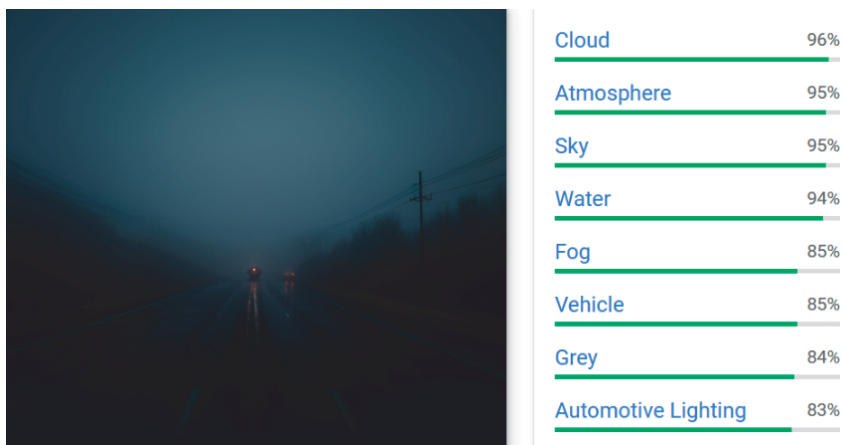 Cloud 96%
Atmosphere 95%
Sky 95%
Water 94%
Fog 85%
Vehicle 85%
Grey 84%
Automotive Lighting 83%